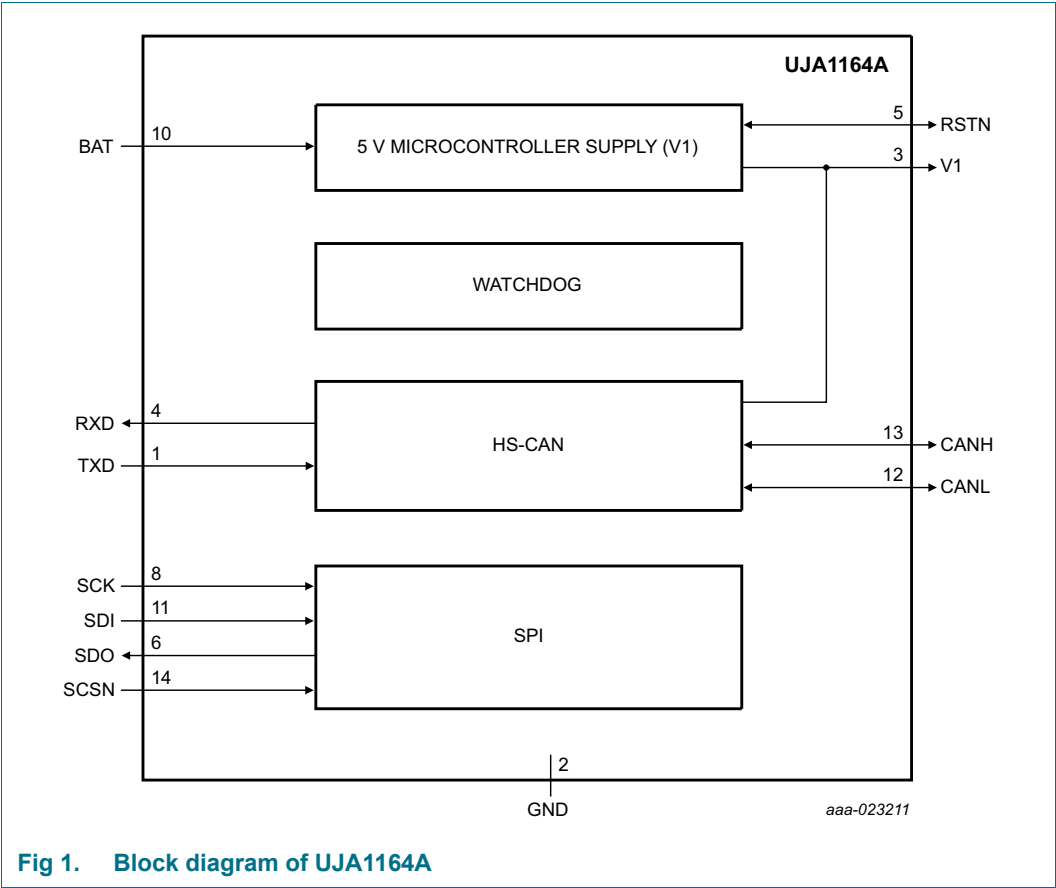 UJA1164A
BAT
10
5 V MICROCONTROLLER SUPPLY (V1)
5
RSTN
3
V1
WATCHDOG
RXD
4
TXD
1
HS-CAN
13
CANH
12
CANL
SCK
8
SDI
11
SDO
6
SCSN
14
SPI
2
GND
aaa-023211
Fig 1. Block diagram of UJA1164A